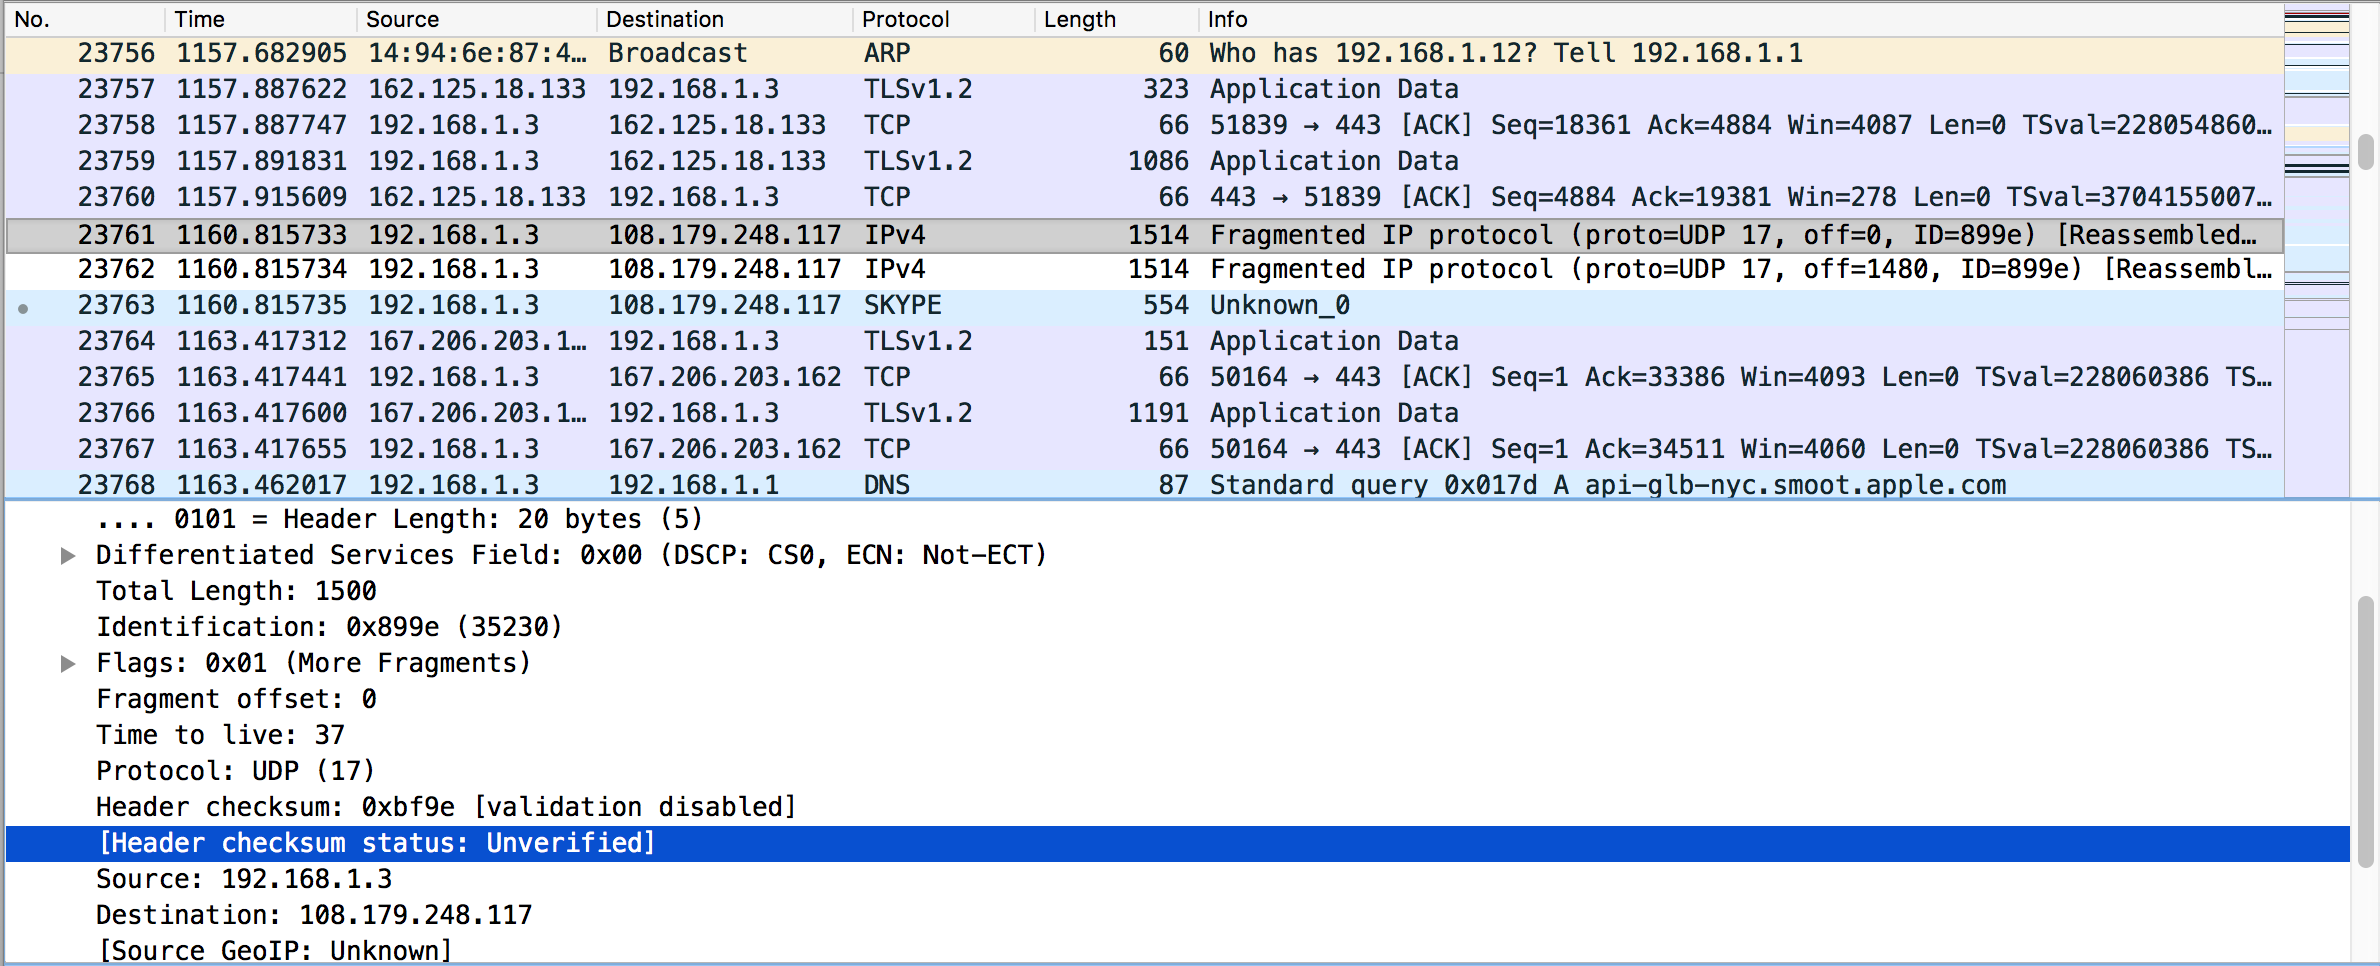 No. Time Source Destination Protocol Length Info
23756 1157.682905 14:94:6e:87:4… Broadcast ARP 60 Who has 192.168.1.12? Tell 192.168.1.1
23757 1157.887622 162.125.18.133 192.168.1.3 TLSv1.2 323 Application Data
23758 1157.887747 192.168.1.3 162.125.18.133 TCP 66 51839 → 443 [ACK] Seq=18361 Ack=4884 Win=4087 Len=0 TSval=228054860…
23759 1157.891831 192.168.1.3 162.125.18.133 TLSv1.2 1086 Application Data
23760 1157.915609 162.125.18.133 192.168.1.3 TCP 66 443 → 51839 [ACK] Seq=4884 Ack=19381 Win=278 Len=0 TSval=3704155007…
23761 1160.815733 192.168.1.3 108.179.248.117 IPv4 1514 Fragmented IP protocol (proto=UDP 17, off=0, ID=899e) [Reassembled…
23762 1160.815734 192.168.1.3 108.179.248.117 IPv4 1514 Fragmented IP protocol (proto=UDP 17, off=1480, ID=899e) [Reassembl…
23763 1160.815735 192.168.1.3 108.179.248.117 SKYPE 554 Unknown_0
23764 1163.417312 167.206.203.1… 192.168.1.3 TLSv1.2 151 Application Data
23765 1163.417441 192.168.1.3 167.206.203.162 TCP 66 50164 → 443 [ACK] Seq=1 Ack=33386 Win=4093 Len=0 TSval=228060386 TS…
23766 1163.417600 167.206.203.1… 192.168.1.3 TLSv1.2 1191 Application Data
23767 1163.417655 192.168.1.3 167.206.203.162 TCP 66 50164 → 443 [ACK] Seq=1 Ack=34511 Win=4060 Len=0 TSval=228060386 TS…
23768 1163.462017 192.168.1.3 192.168.1.1 DNS 87 Standard query 0x017d A api-glb-nyc.smoot.apple.com
.... 0101 = Header Length: 20 bytes (5)
Differentiated Services Field: 0x00 (DSCP: CS0, ECN: Not-ECT)
Total Length: 1500
Identification: 0x899e (35230)
Flags: 0x01 (More Fragments)
Fragment offset: 0
Time to live: 37
Protocol: UDP (17)
Header checksum: 0xbf9e [validation disabled]
[Header checksum status: Unverified]
Source: 192.168.1.3
Destination: 108.179.248.117
[Source GeoIP: Unknown]